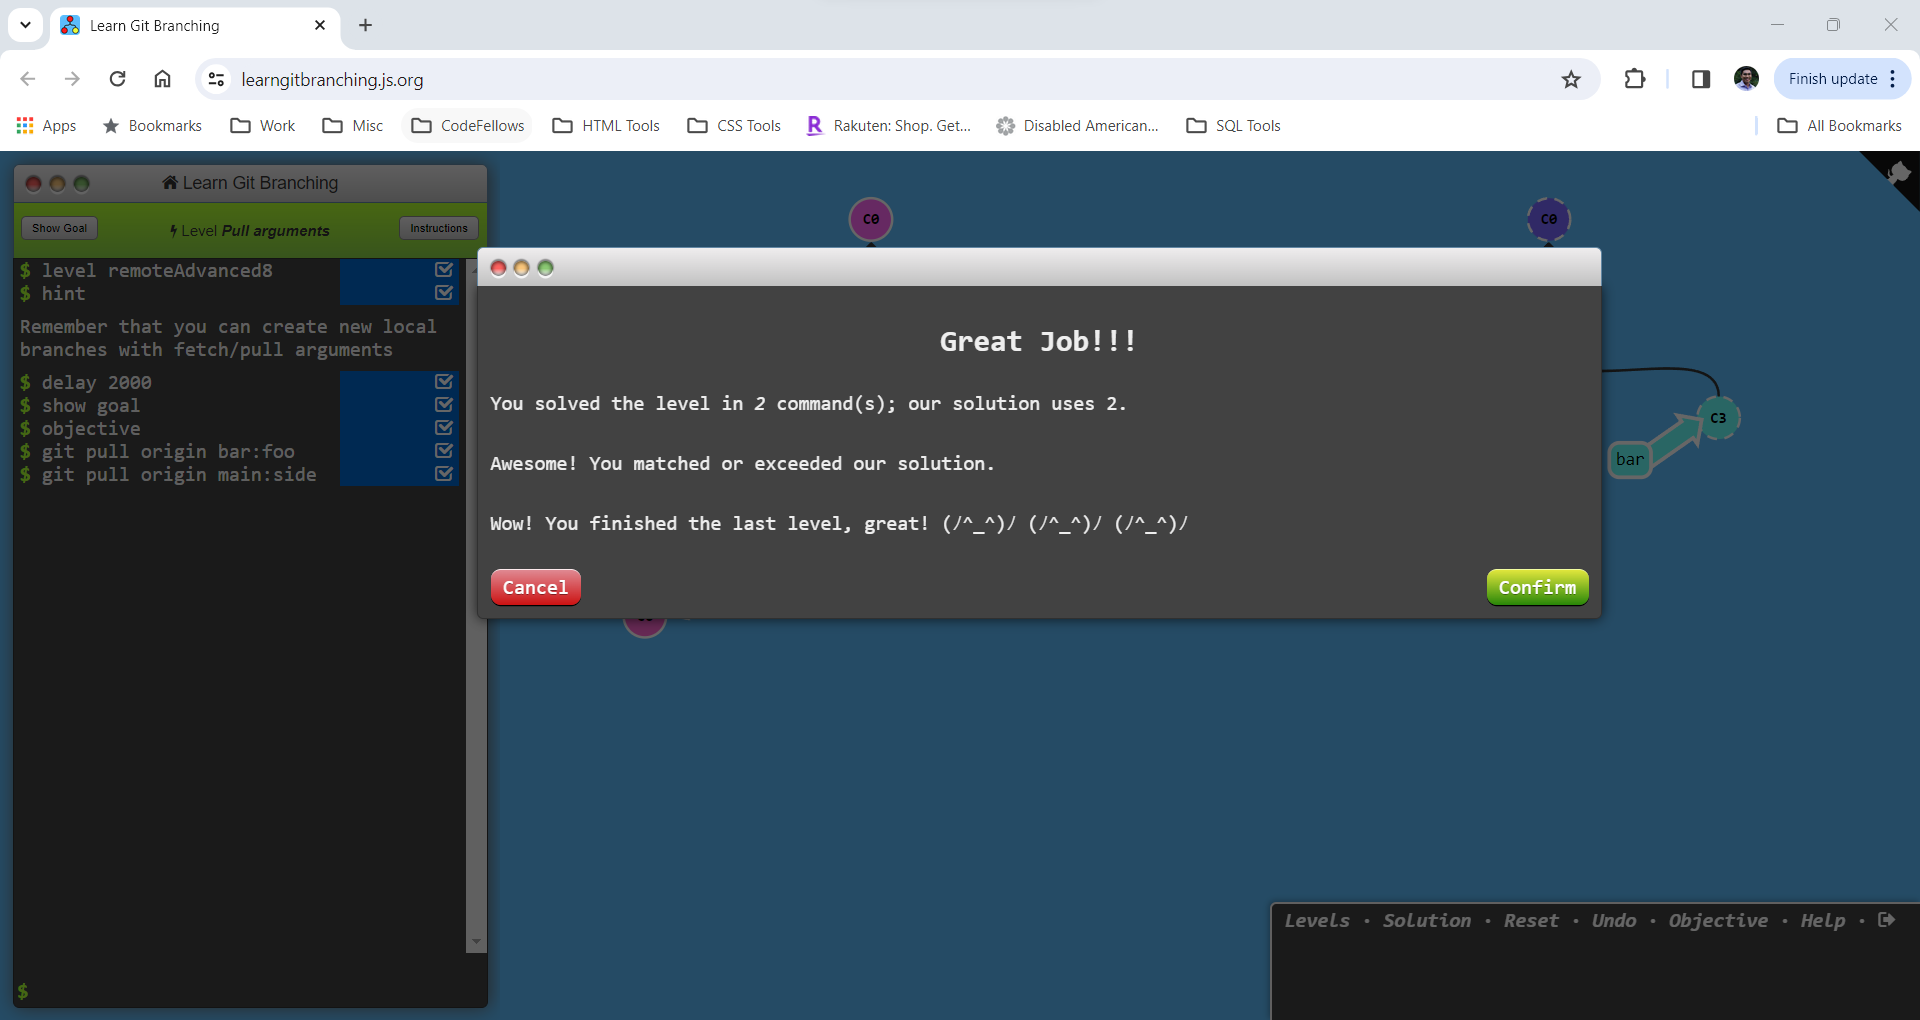 Learn Git Branching
learngitbranching.js.org
Finish update
Apps
Bookmarks
Work
Misc
CodeFellows
HTML Tools
CSS Tools
Rakuten: Shop. Get...
Disabled American...
SQL Tools
All Bookmarks
Learn Git Branching
Show Goal
Level Pull arguments
Instructions
$ level remoteAdvanced8
$ hint
Remember that you can create new local
branches with fetch/pull arguments
$ delay 2000
$ show goal
$ objective
$ git pull origin bar:foo
$ git pull origin main:side
$
C0
C0
Great Job!!!
You solved the level in 2 command(s); our solution uses 2.
Awesome! You matched or exceeded our solution.
Wow! You finished the last level, great! (/^_^)/ (/^_^)/ (/^_^)/
Cancel
Confirm
C3
bar
Levels · Solution · Reset · Undo · Objective · Help ·